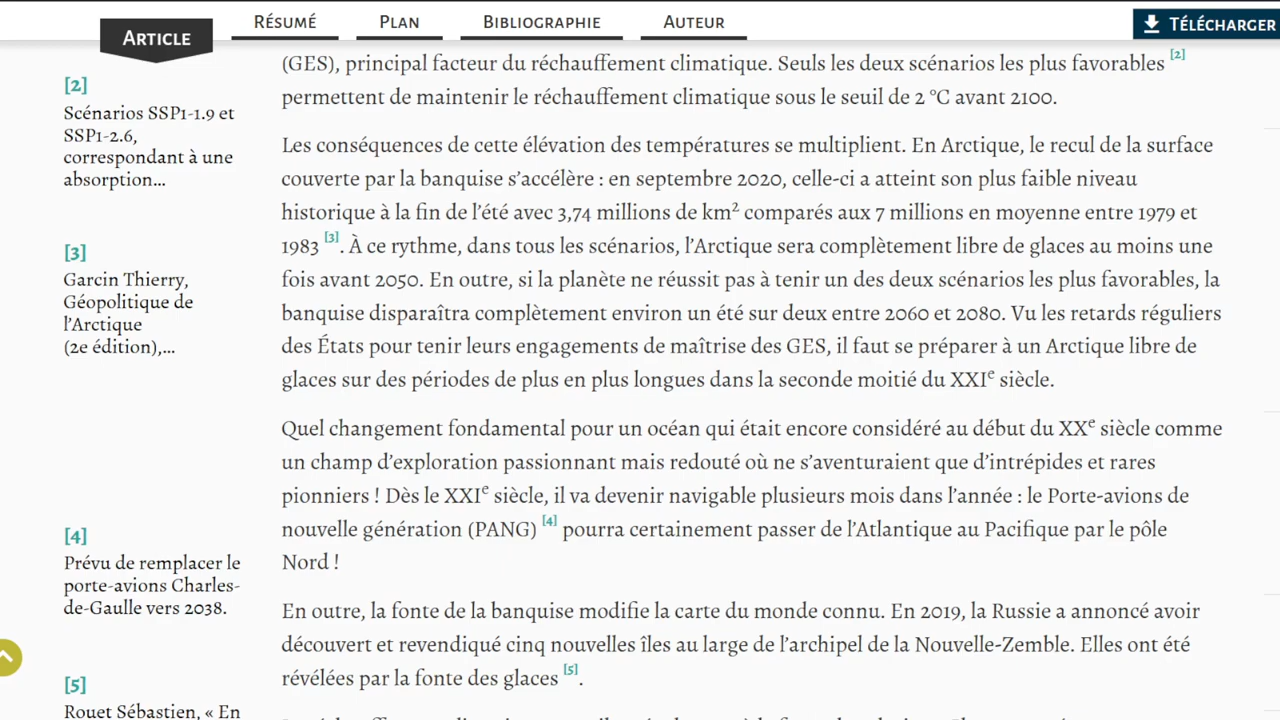 ARTICLE
RÉSUMÉ
PLAN
BIBLIOGRAPHIE
AUTEUR
TÉLÉCHARGER
[2]
Scénarios SSP1-1.9 et
SSP1-2.6,
correspondant à une
absorption…
[3]
Garcin Thierry,
Géopolitique de
l’Arctique
(2e édition),…
[4]
Prévu de remplacer le
porte-avions Charles-
de-Gaulle vers 2038.
[5]
Rouet Sébastien, « En
(GES), principal facteur du réchauffement climatique. Seuls les deux scénarios les plus favorables [2]
permettent de maintenir le réchauffement climatique sous le seuil de 2 °C avant 2100.
Les conséquences de cette élévation des températures se multiplient. En Arctique, le recul de la surface
couverte par la banquise s’accélère : en septembre 2020, celle-ci a atteint son plus faible niveau
historique à la fin de l’été avec 3,74 millions de km² comparés aux 7 millions en moyenne entre 1979 et
1983 [3]. À ce rythme, dans tous les scénarios, l’Arctique sera complètement libre de glaces au moins une
fois avant 2050. En outre, si la planète ne réussit pas à tenir un des deux scénarios les plus favorables, la
banquise disparaîtra complètement environ un été sur deux entre 2060 et 2080. Vu les retards réguliers
des États pour tenir leurs engagements de maîtrise des GES, il faut se préparer à un Arctique libre de
glaces sur des périodes de plus en plus longues dans la seconde moitié du XXIe siècle.
Quel changement fondamental pour un océan qui était encore considéré au début du XXe siècle comme
un champ d’exploration passionnant mais redouté où ne s’aventuraient que d’intrépides et rares
pionniers ! Dès le XXIe siècle, il va devenir navigable plusieurs mois dans l’année : le Porte-avions de
nouvelle génération (PANG) [4] pourra certainement passer de l’Atlantique au Pacifique par le pôle
Nord !
En outre, la fonte de la banquise modifie la carte du monde connu. En 2019, la Russie a annoncé avoir
découvert et revendiqué cinq nouvelles îles au large de l’archipel de la Nouvelle-Zemble. Elles ont été
révélées par la fonte des glaces [5].